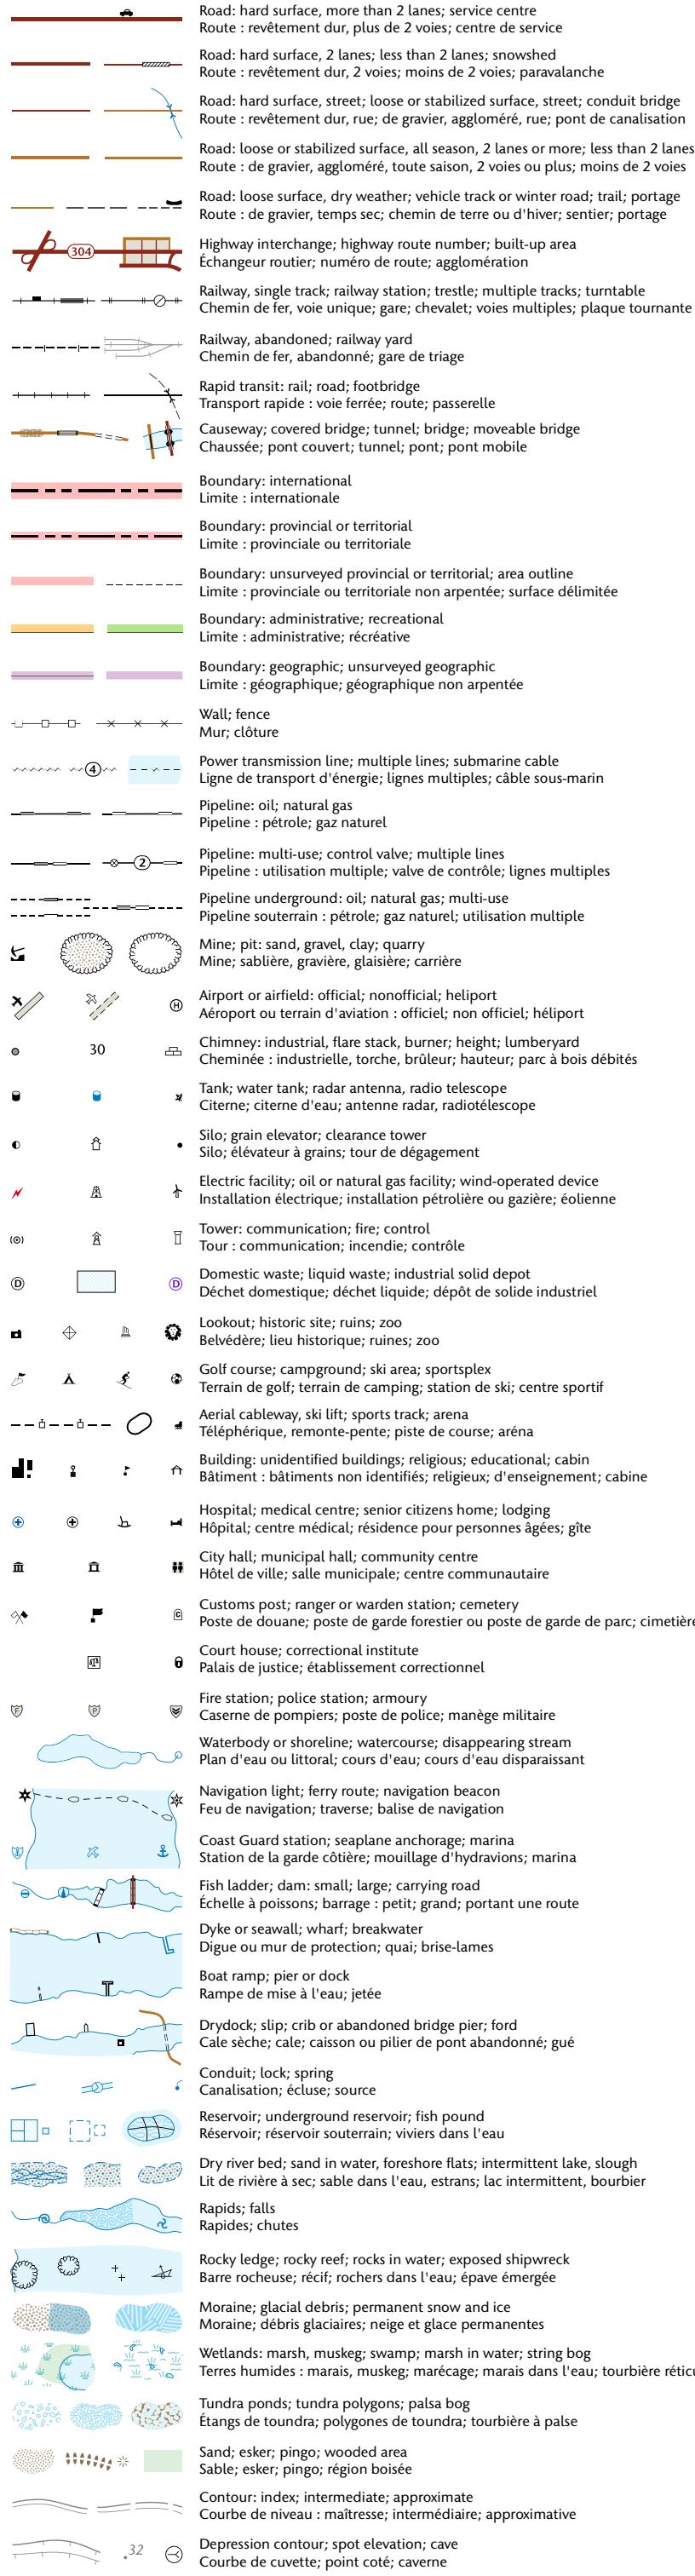 Road: hard surface, more than 2 lanes; service centre
Route : revêtement dur, plus de 2 voies; centre de service
Road: hard surface, 2 lanes; less than 2 lanes; snowshed
Route : revêtement dur, 2 voies; moins de 2 voies; paravalanche
Road: hard surface, street; loose or stabilized surface, street; conduit bridge
Route : revêtement dur, rue; de gravier, aggloméré, rue; pont de canalisation
Road: loose or stabilized surface, all season, 2 lanes or more; less than 2 lanes
Route : de gravier, aggloméré, toute saison, 2 voies ou plus; moins de 2 voies
Road: loose surface, dry weather; vehicle track or winter road; trail; portage
Route : de gravier, temps sec; chemin de terre ou d'hiver; sentier; portage
304
Highway interchange; highway route number; built-up area
Échangeur routier; numéro de route; agglomération
Railway, single track; railway station; trestle; multiple tracks; turntable
Chemin de fer, voie unique; gare; chevalet; voies multiples; plaque tournante
Railway, abandoned; railway yard
Chemin de fer, abandonné; gare de triage
Rapid transit: rail; road; footbridge
Transport rapide : voie ferrée; route; passerelle
Causeway; covered bridge; tunnel; bridge; moveable bridge
Chaussée; pont couvert; tunnel; pont; pont mobile
Boundary: international
Limite : internationale
Boundary: provincial or territorial
Limite : provinciale ou territoriale
Boundary: unsurveyed provincial or territorial; area outline
Limite : provinciale ou territoriale non arpentée; surface délimitée
Boundary: administrative; recreational
Limite : administrative; récréative
Boundary: geographic; unsurveyed geographic
Limite : géographique; géographique non arpentée
Wall; fence
Mur; clôture
4
Power transmission line; multiple lines; submarine cable
Ligne de transport d'énergie; lignes multiples; câble sous-marin
Pipeline: oil; natural gas
Pipeline : pétrole; gaz naturel
2
Pipeline: multi-use; control valve; multiple lines
Pipeline : utilisation multiple; valve de contrôle; lignes multiples
Pipeline underground: oil; natural gas; multi-use
Pipeline souterrain : pétrole; gaz naturel; utilisation multiple
Mine; pit: sand, gravel, clay; quarry
Mine; sablière, gravière, glaisière; carrière
H
Airport or airfield: official; nonofficial; heliport
Aéroport ou terrain d'aviation : officiel; non officiel; héliport
30
Chimney: industrial, flare stack, burner; height; lumberyard
Cheminée : industrielle, torche, brûleur; hauteur; parc à bois débités
Tank; water tank; radar antenna, radio telescope
Citerne; citerne d'eau; antenne radar, radiotélescope
Silo; grain elevator; clearance tower
Silo; élévateur à grains; tour de dégagement
Electric facility; oil or natural gas facility; wind-operated device
Installation électrique; installation pétrolière ou gazière; éolienne
Tower: communication; fire; control
Tour : communication; incendie; contrôle
D D
Domestic waste; liquid waste; industrial solid depot
Déchet domestique; déchet liquide; dépôt de solide industriel
Lookout; historic site; ruins; zoo
Belvédère; lieu historique; ruines; zoo
Golf course; campground; ski area; sportsplex
Terrain de golf; terrain de camping; station de ski; centre sportif
Aerial cableway, ski lift; sports track; arena
Téléphérique, remonte-pente; piste de course; aréna
Building: unidentified buildings; religious; educational; cabin
Bâtiment : bâtiments non identifiés; religieux; d'enseignement; cabine
Hospital; medical centre; senior citizens home; lodging
Hôpital; centre médical; résidence pour personnes âgées; gîte
City hall; municipal hall; community centre
Hôtel de ville; salle municipale; centre communautaire
C
Customs post; ranger or warden station; cemetery
Poste de douane; poste de garde forestier ou poste de garde de parc; cimetière
Court house; correctional institute
Palais de justice; établissement correctionnel
F P
Fire station; police station; armoury
Caserne de pompiers; poste de police; manège militaire
Waterbody or shoreline; watercourse; disappearing stream
Plan d'eau ou littoral; cours d'eau; cours d'eau disparaissant
Navigation light; ferry route; navigation beacon
Feu de navigation; traverse; balise de navigation
Coast Guard station; seaplane anchorage; marina
Station de la garde côtière; mouillage d'hydravions; marina
Fish ladder; dam: small; large; carrying road
Échelle à poissons; barrage : petit; grand; portant une route
Dyke or seawall; wharf; breakwater
Digue ou mur de protection; quai; brise-lames
Boat ramp; pier or dock
Rampe de mise à l'eau; jetée
Drydock; slip; crib or abandoned bridge pier; ford
Cale sèche; cale; caisson ou pilier de pont abandonné; gué
Conduit; lock; spring
Canalisation; écluse; source
Reservoir; underground reservoir; fish pound
Réservoir; réservoir souterrain; viviers dans l'eau
Dry river bed; sand in water, foreshore flats; intermittent lake, slough
Lit de rivière à sec; sable dans l'eau, estrans; lac intermittent, bourbier
Rapids; falls
Rapides; chutes
Rocky ledge; rocky reef; rocks in water; exposed shipwreck
Barre rocheuse; récif; rochers dans l'eau; épave émergée
Moraine; glacial debris; permanent snow and ice
Moraine; débris glaciaires; neige et glace permanentes
Wetlands: marsh, muskeg; swamp; marsh in water; string bog
Terres humides : marais, muskeg; marécage; marais dans l'eau; tourbière réticu
Tundra ponds; tundra polygons; palsa bog
Étangs de toundra; polygones de toundra; tourbière à palse
Sand; esker; pingo; wooded area
Sable; esker; pingo; région boisée
Contour: index; intermediate; approximate
Courbe de niveau : maîtresse; intermédiaire; approximative
.32
Depression contour; spot elevation; cave
Courbe de cuvette; point coté; caverne